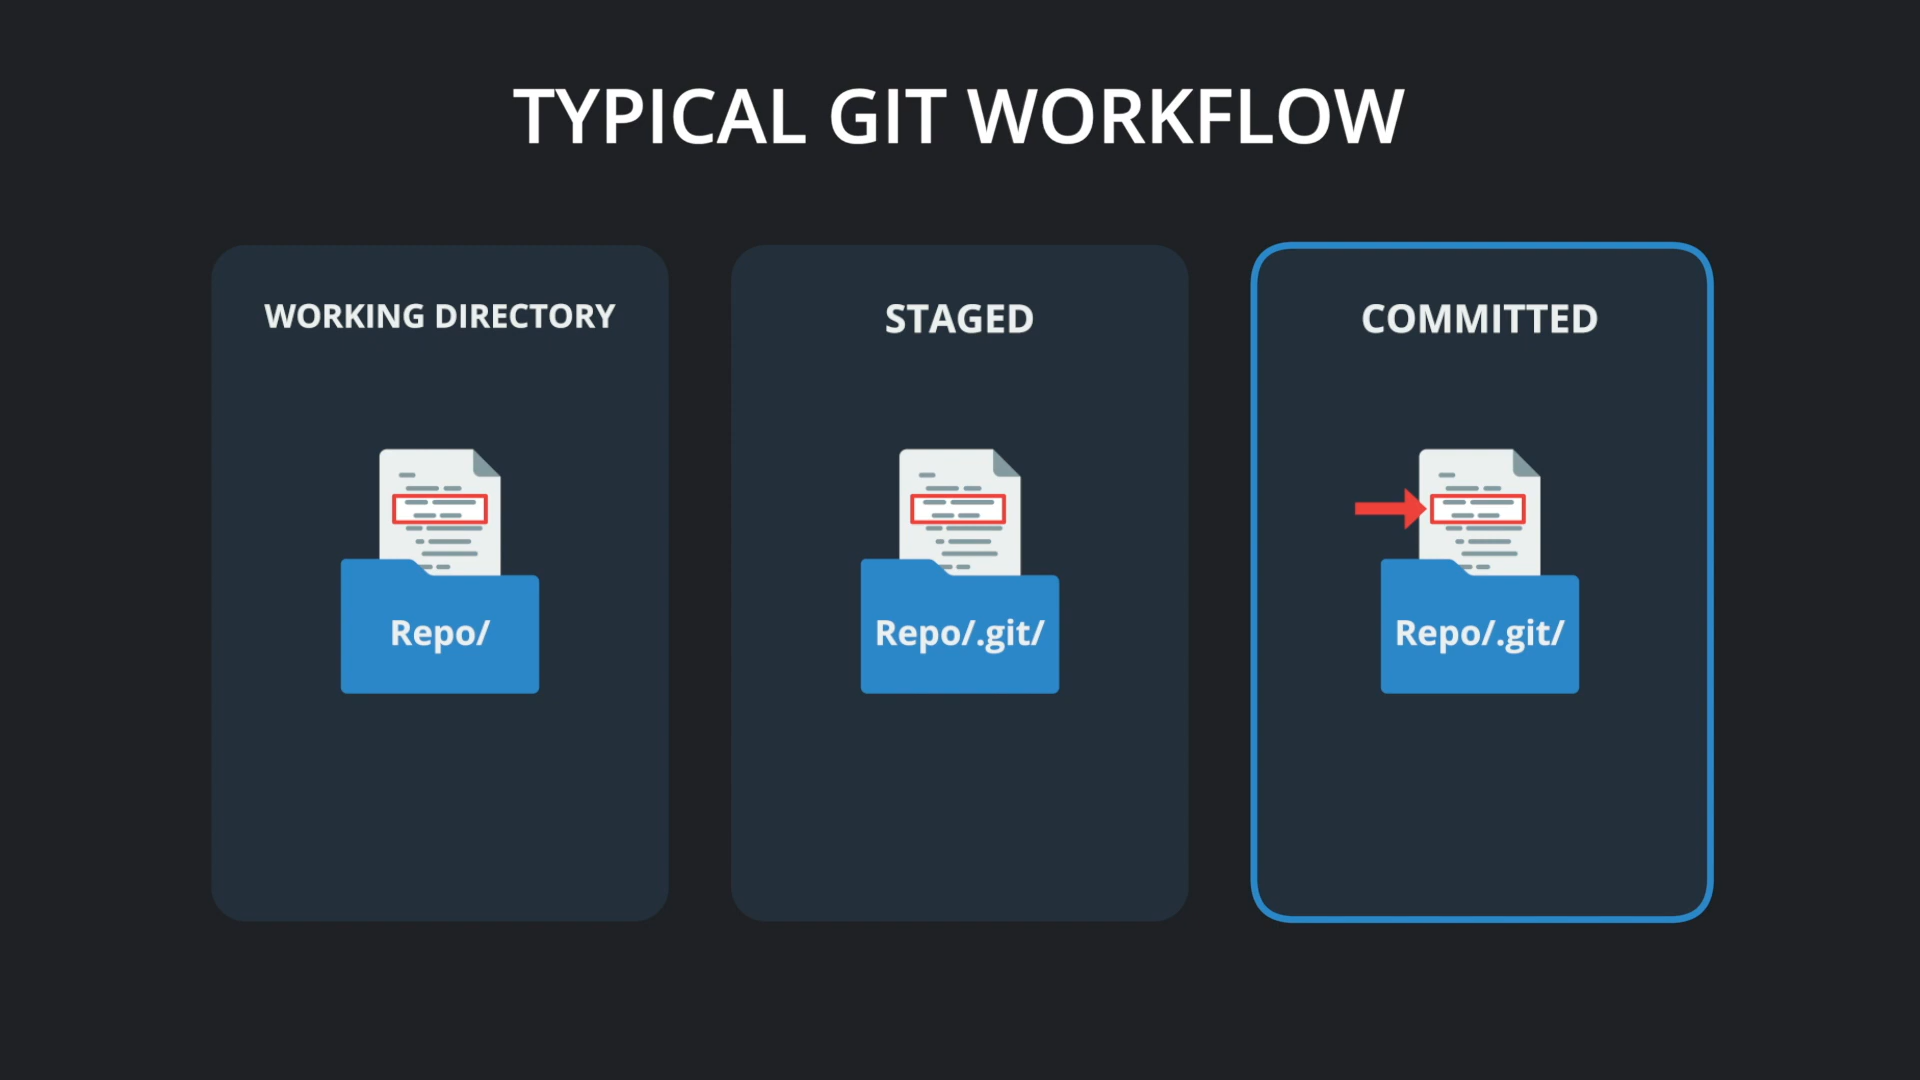 TYPICAL GIT WORKFLOW
WORKING DIRECTORY
STAGED
COMMITTED
Repo/
Repo/.git/
Repo/.git/